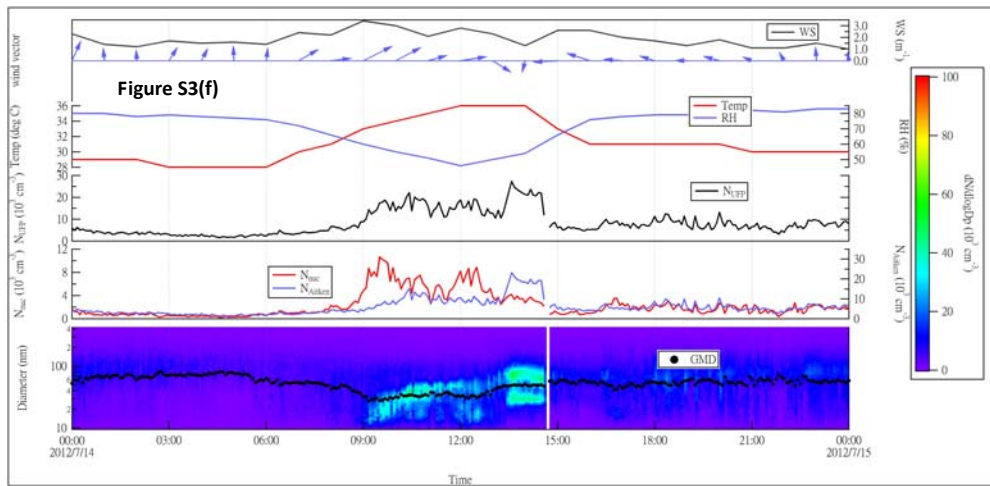 wind vector
WS
3.0
2.0
1.0
0.0
WS (m⁻¹)
Figure S3(f)
Temp (deg C)
36
34
32
30
28
Temp
RH
80
70
60
50
RH (%)
N_UFP (10³ cm⁻³)
30
20
10
0
N_UFP
N_nuc (10³ cm⁻³)
12
8
4
0
N_nuc
N_Aitken
30
20
10
0
N_Aitken (10³ cm⁻³)
Diameter (nm)
4
2
100
6
4
2
10
GMD
00:00
2012/7/14
03:00
06:00
09:00
12:00
15:00
18:00
21:00
00:00
2012/7/15
Time
100
80
60
40
20
0
dN/dlogDp (10³ cm⁻³)